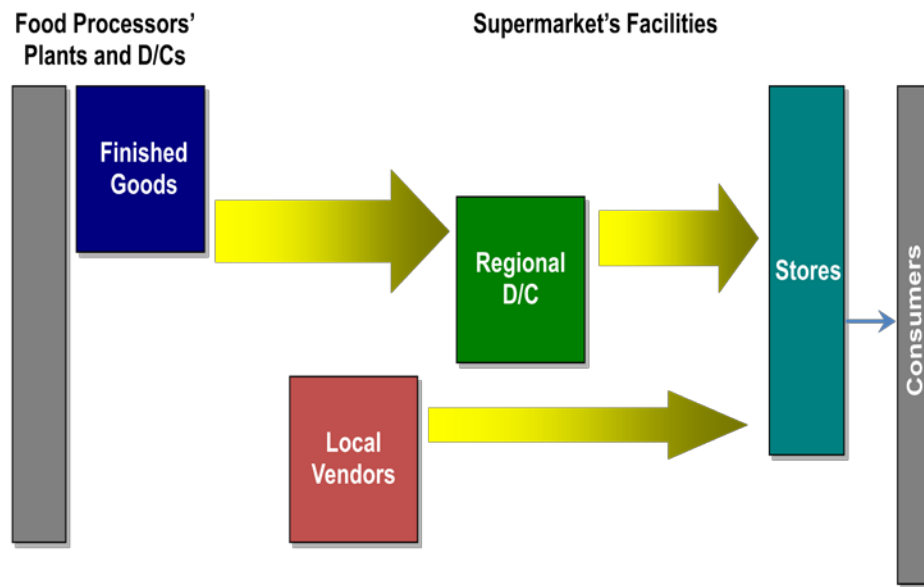 Food Processors’
Plants and D/Cs
Supermarket’s Facilities
Finished
Goods
Regional
D/C
Stores
Consumers
Local
Vendors